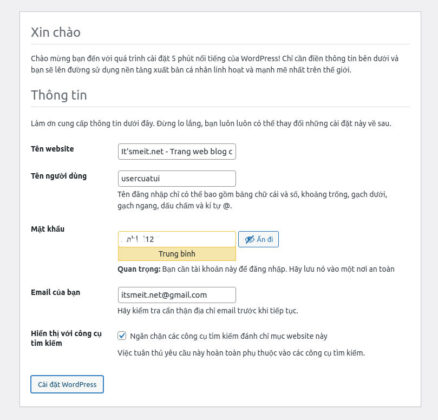 Xin chào
Chào mừng bạn đến với quá trình cài đặt 5 phút nổi tiếng của WordPress! Chỉ cần điền thông tin bên dưới và
bạn sẽ lên đường sử dụng nền tảng xuất bản cá nhân linh hoạt và mạnh mẽ nhất trên thế giới.
Thông tin
Làm ơn cung cấp thông tin dưới đây. Đừng lo lắng, bạn luôn luôn có thể thay đổi những cài đặt này về sau.
Tên website
It'smeit.net - Trang web blog c
Tên người dùng
usercuatui
Tên đăng nhập chỉ có thể bao gồm bảng chữ cái và số, khoảng trống, gạch dưới,
gạch ngang, dấu chấm và kí tự @.
Mật khẩu
12
Ẩn đi
Trung bình
Quan trọng: Bạn cần tài khoản này để đăng nhập. Hãy lưu nó vào một nơi an toàn
Email của bạn
itsmeit.net@gmail.com
Hãy kiểm tra cẩn thận địa chỉ email trước khi tiếp tục.
Hiển thị với công cụ
tìm kiếm
Ngăn chặn các công cụ tìm kiếm đánh chỉ mục website này
Việc tuân thủ yêu cầu này hoàn toàn phụ thuộc vào các công cụ tìm kiếm.
Cài đặt WordPress